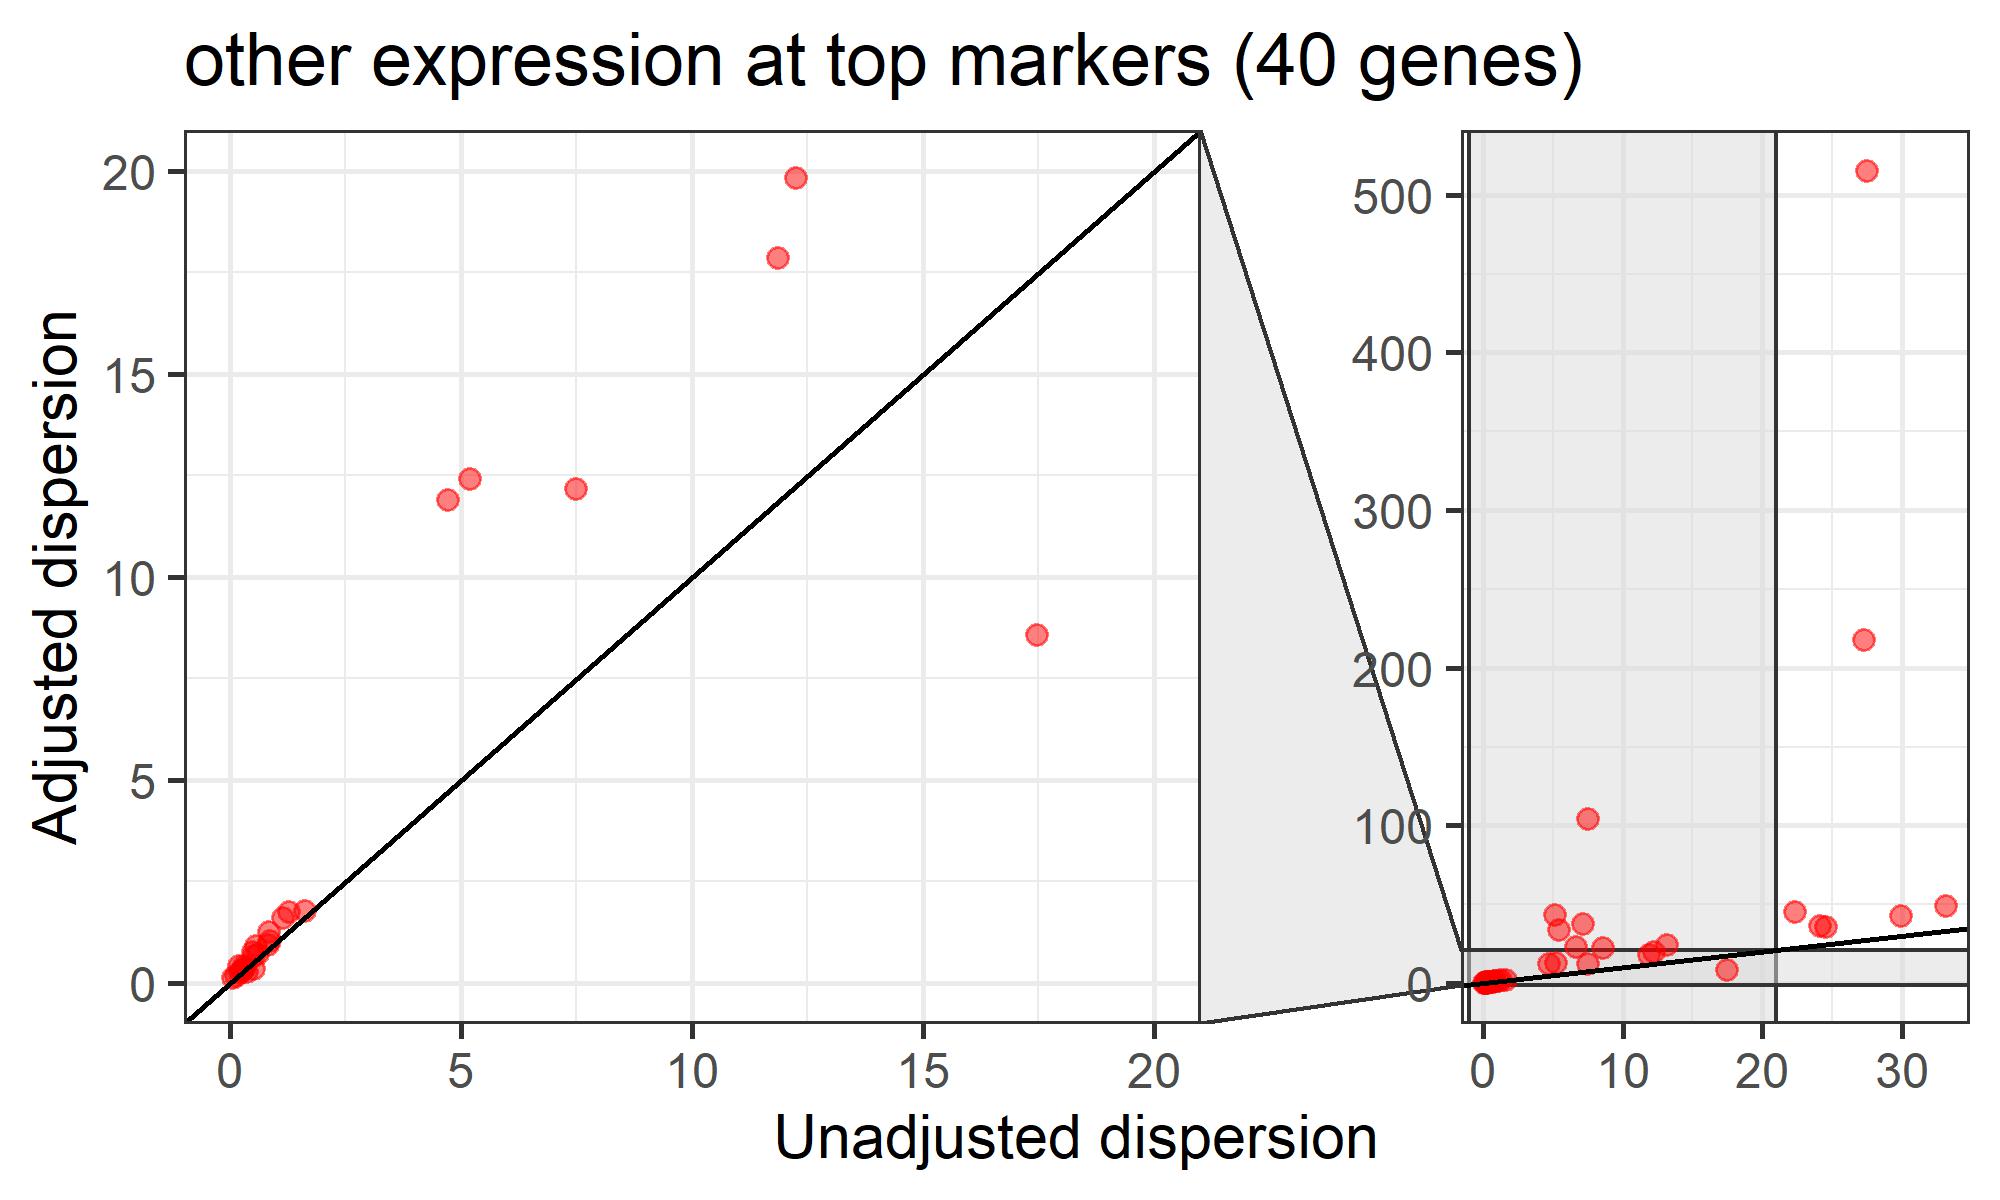 other expression at top markers (40 genes)
Adjusted dispersion
20
15
10
5
0
0 5 10 15 20
500
400
300
200
100
0
0 10 20 30
Unadjusted dispersion